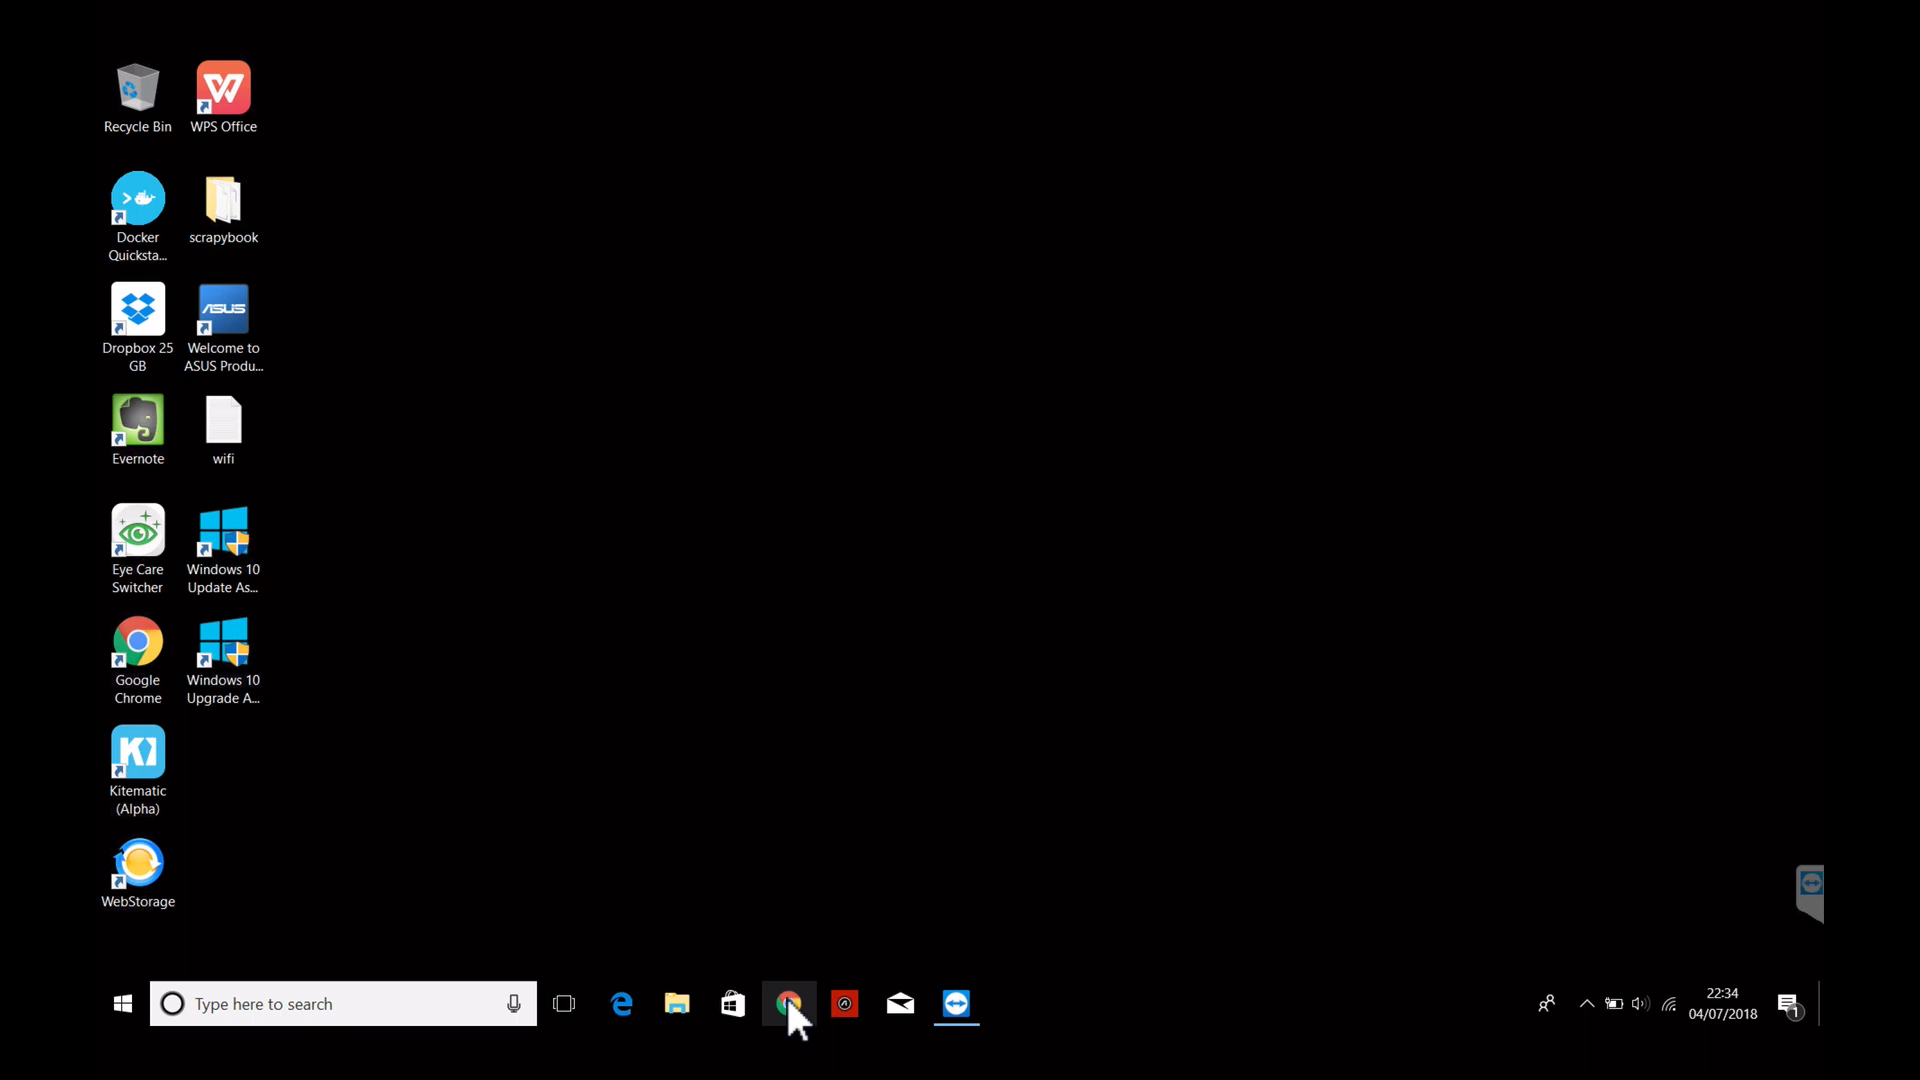 Recycle Bin
WPS Office
Docker
Quicksta...
scrapybook
Dropbox 25
GB
ASUS
Welcome to
ASUS Produ...
Evernote
wifi
Eye Care
Switcher
Windows 10
Update As...
Google
Chrome
Windows 10
Upgrade A...
Kitematic
(Alpha)
WebStorage
Type here to search
22:34
04/07/2018
1